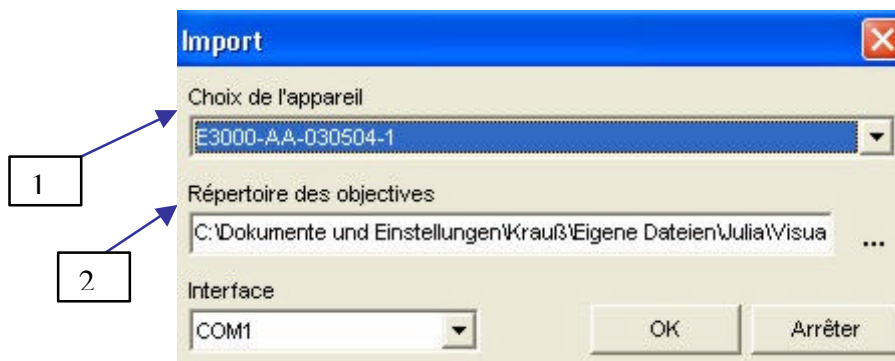 Import
Choix de l'appareil
E3000-AA-030504-1
1
Répertoire des objectives
C:\Dokumente und Einstellungen\Krauß\Eigene Dateien\Julia\Visua
...
2
Interface
COM1
OK
Arrêter